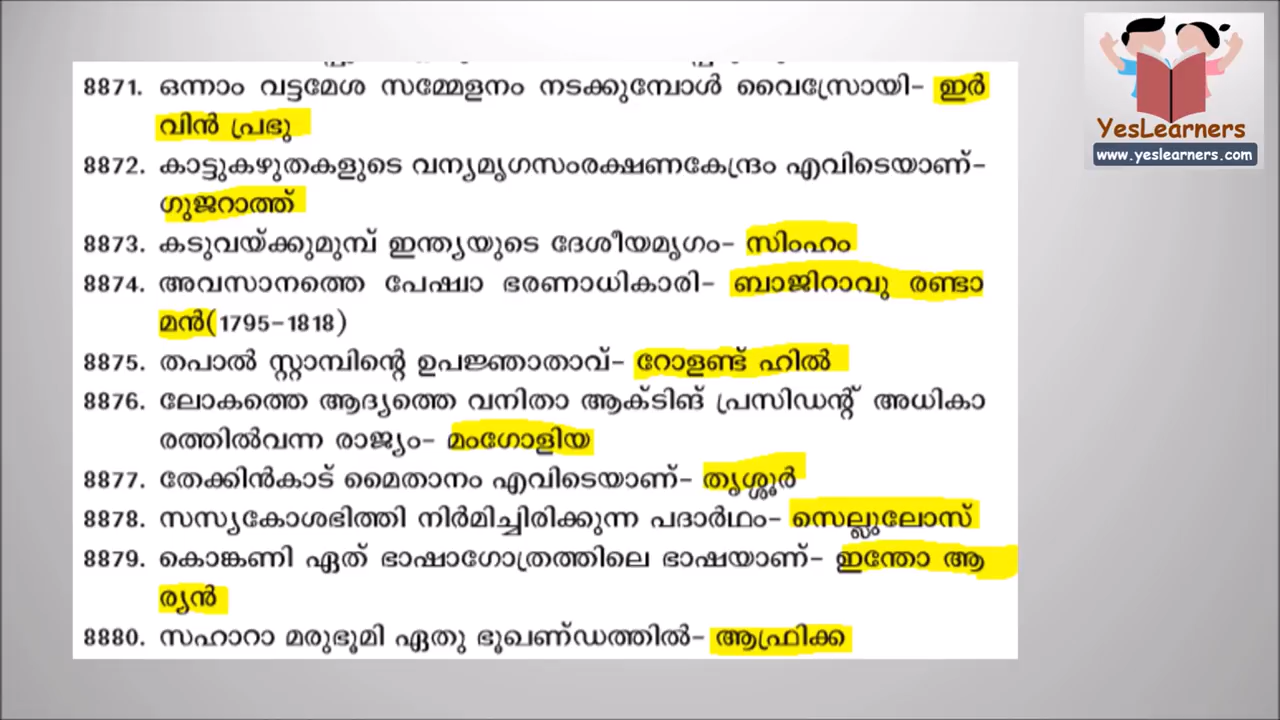 8871. ഒന്നാം വട്ടമേശ സമ്മേളനം നടക്കുമ്പോൾ വൈസ്രോയി- ഇർ
വിൻ പ്രഭു
8872. കാട്ടുകഴുതകളുടെ വന്യമൃഗസംരക്ഷണകേന്ദ്രം എവിടെയാണ്-
ഗുജറാത്ത്
8873. കടുവയ്ക്കുമുമ്പ് ഇന്ത്യയുടെ ദേശീയമൃഗം- സിംഹം
8874. അവസാനത്തെ പേഷ്വാ ഭരണാധികാരി- ബാജിറാവു രണ്ടാ
മൻ(1795-1818)
8875. തപാൽ സ്റ്റാമ്പിന്റെ ഉപജ്ഞാതാവ്- റോളണ്ട് ഹിൽ
8876. ലോകത്തെ ആദ്യത്തെ വനിതാ ആക്ടിങ് പ്രസിഡന്റ് അധികാ
രത്തിൽവന്ന രാജ്യം- മംഗോളിയ
8877. തേക്കിൻകാട് മൈതാനം എവിടെയാണ്- തൃശ്ശൂർ
8878. സസ്യകോശഭിത്തി നിർമിച്ചിരിക്കുന്ന പദാർഥം- സെല്ലുലോസ്
8879. കൊങ്കണി ഏത് ഭാഷാഗോത്രത്തിലെ ഭാഷയാണ്- ഇന്തോ ആ
ര്യൻ
8880. സഹാറാ മരുഭൂമി ഏതു ഭൂഖണ്ഡത്തിൽ- ആഫ്രിക്ക
YesLearners
www.yeslearners.com